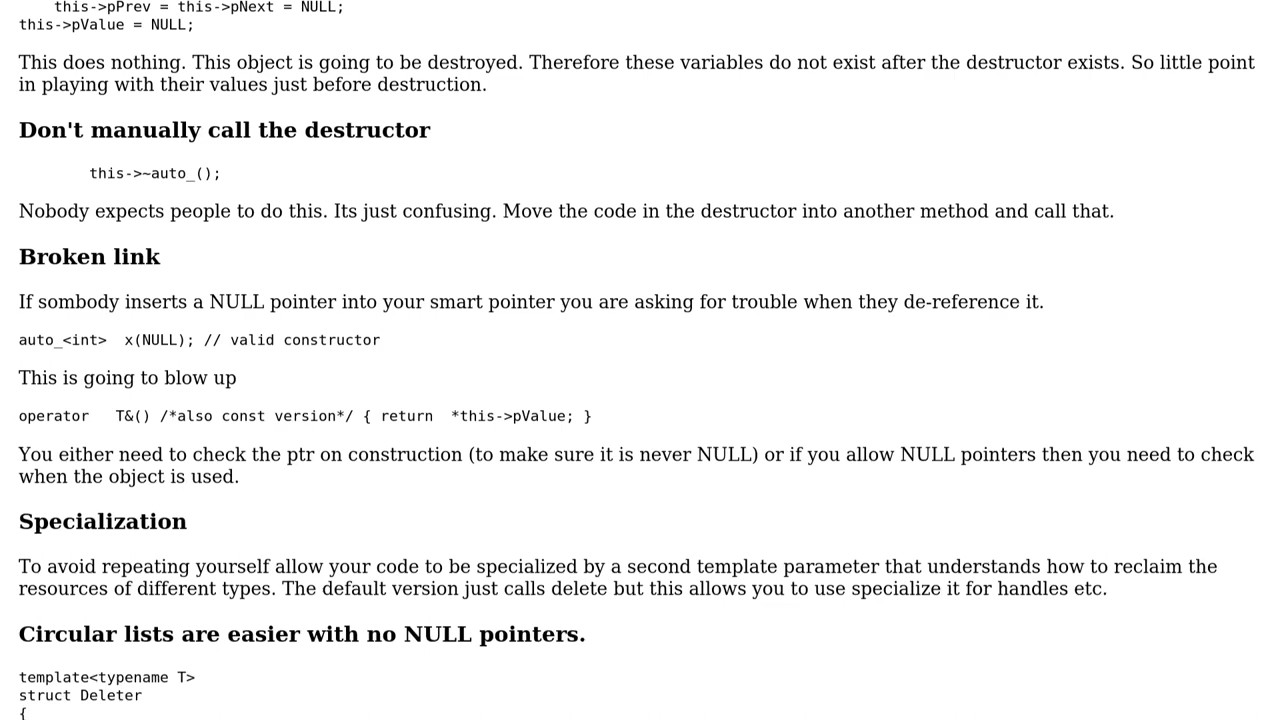 this->pPrev = this->pNext = NULL;
this->pValue = NULL;
This does nothing. This object is going to be destroyed. Therefore these variables do not exist after the destructor exists. So little point
in playing with their values just before destruction.
Don't manually call the destructor
this->~auto_();
Nobody expects people to do this. Its just confusing. Move the code in the destructor into another method and call that.
Broken link
If sombody inserts a NULL pointer into your smart pointer you are asking for trouble when they de-reference it.
auto_<int>  x(NULL); // valid constructor
This is going to blow up
operator   T&() /*also const version*/ { return  *this->pValue; }
You either need to check the ptr on construction (to make sure it is never NULL) or if you allow NULL pointers then you need to check
when the object is used.
Specialization
To avoid repeating yourself allow your code to be specialized by a second template parameter that understands how to reclaim the
resources of different types. The default version just calls delete but this allows you to use specialize it for handles etc.
Circular lists are easier with no NULL pointers.
template<typename T>
struct Deleter
{